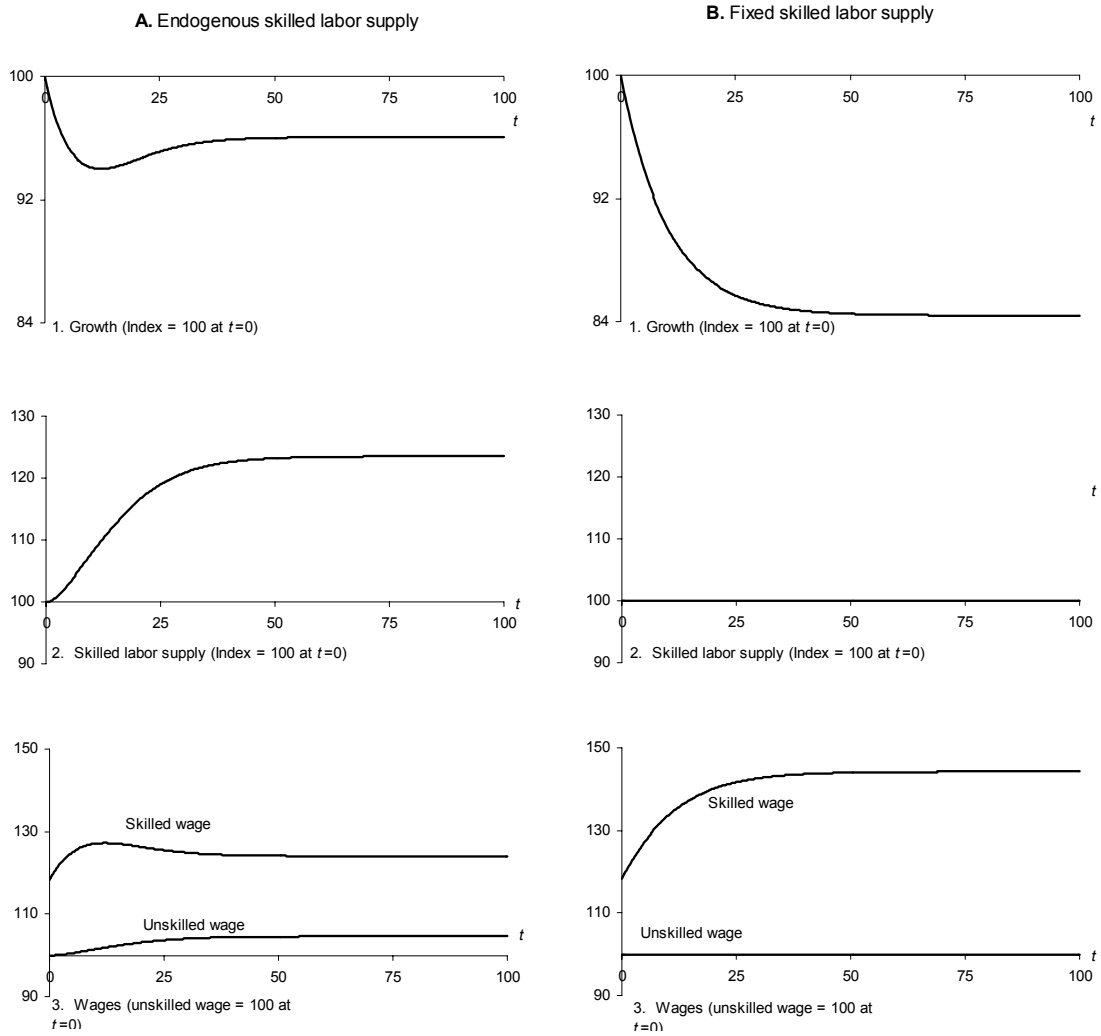 A. Endogenous skilled labor supply
100
92
84
0
25
50
75
100
t
1. Growth (Index = 100 at t=0)
130
120
110
100
90
0
25
50
75
100
t
2. Skilled labor supply (Index = 100 at t=0)
150
130
110
90
Skilled wage
Unskilled wage
0
25
50
75
100
t
3. Wages (unskilled wage = 100 at
t=0)
B. Fixed skilled labor supply
100
92
84
0
25
50
75
100
t
1. Growth (Index = 100 at t=0)
130
120
110
100
90
t
0
25
50
75
100
2. Skilled labor supply (Index = 100 at t=0)
150
130
110
90
Skilled wage
Unskilled wage
0
25
50
75
100
t
3. Wages (unskilled wage = 100 at
t=0)